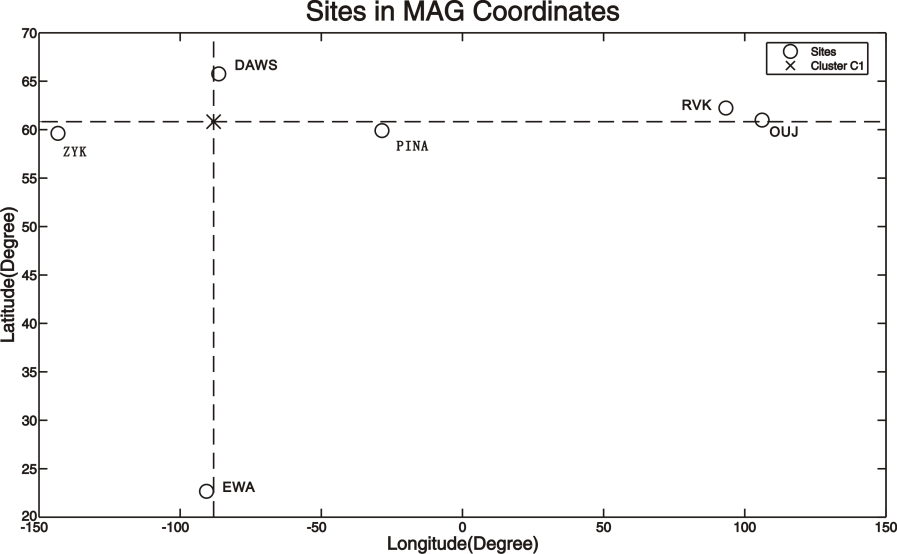 Sites in MAG Coordinates
70
65
60
55
50
45
40
35
30
25
20
Latitude(Degree)
DAWS
Sites
Cluster C1
RVK
OUJ
ZYK
PINA
EWA
-150
-100
-50
0
50
100
150
Longitude(Degree)